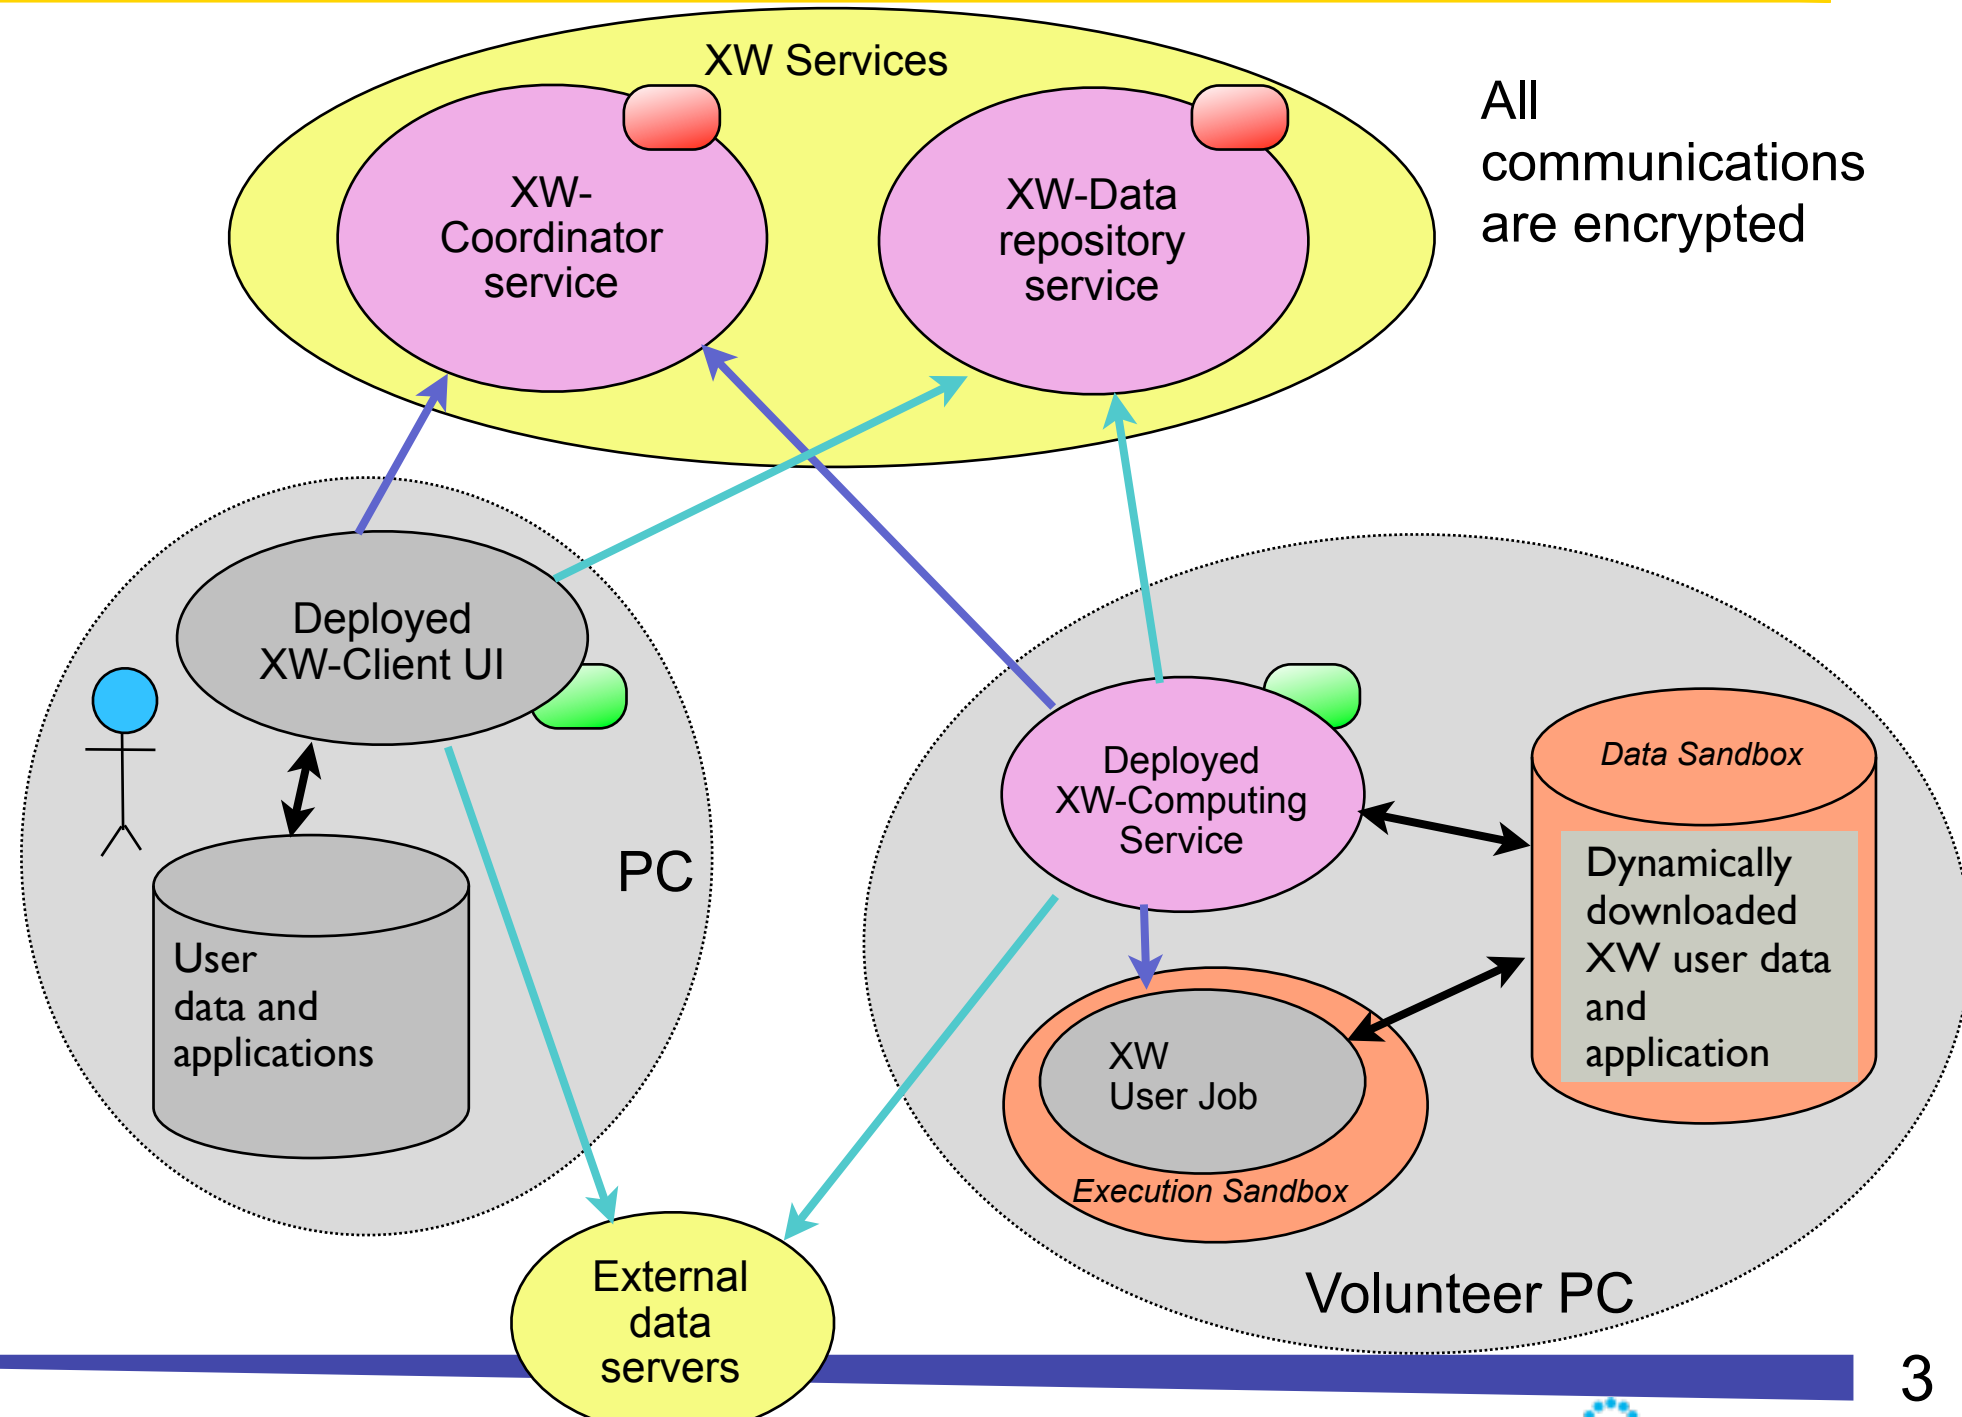 XW Services
All
communications
are encrypted
XW-
Coordinator
service
XW-Data
repository
service
Deployed
XW-Client UI
PC
User
data and
applications
Deployed
XW-Computing
Service
Data Sandbox
Dynamically
downloaded
XW user data
and
application
XW
User Job
Execution Sandbox
Volunteer PC
External
data
servers
3